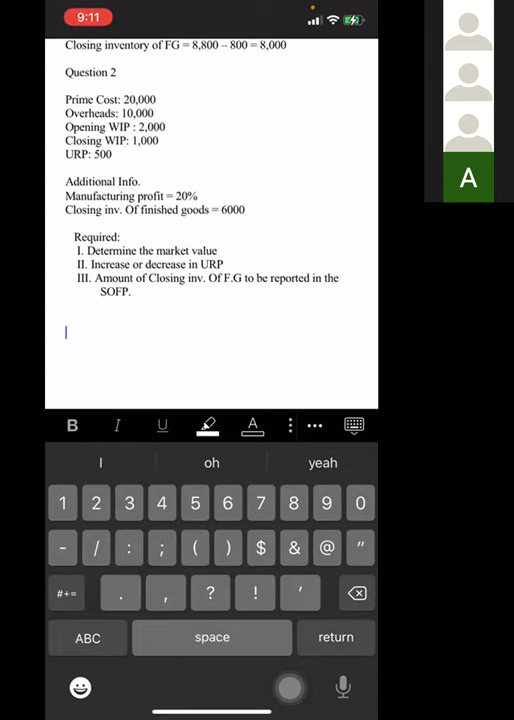 9:11
Closing inventory of FG = 8,800 – 800 = 8,000
Question 2
Prime Cost: 20,000
Overheads: 10,000
Opening WIP : 2,000
Closing WIP: 1,000
URP: 500
Additional Info.
Manufacturing profit = 20%
Closing inv. Of finished goods = 6000
Required:
I. Determine the market value
II. Increase or decrease in URP
III. Amount of Closing inv. Of F.G to be reported in the
SOFP.
A
B I U A
I oh yeah
1 2 3 4 5 6 7 8 9 0
- / : ; ( ) $ & @ "
#+= . , ? ! '
ABC space return